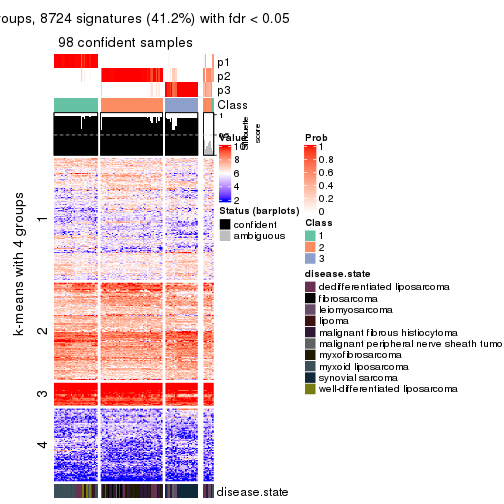 roups, 8724 signatures (41.2%) with fdr < 0.05
98 confident samples
p1
p2
p3
Class
1
Silhouette
score
k-means with 4 groups
1
2
3
4
disease.state
Value
10
8
6
4
2
Status (barplots)
confident
ambiguous
Prob
1
0.8
0.6
0.4
0.2
0
Class
1
2
3
disease.state
dedifferentiated liposarcoma
fibrosarcoma
leiomyosarcoma
lipoma
malignant fibrous histiocytoma
malignant peripheral nerve sheath tumo
myxofibrosarcoma
myxoid liposarcoma
synovial sarcoma
well-differentiated liposarcoma